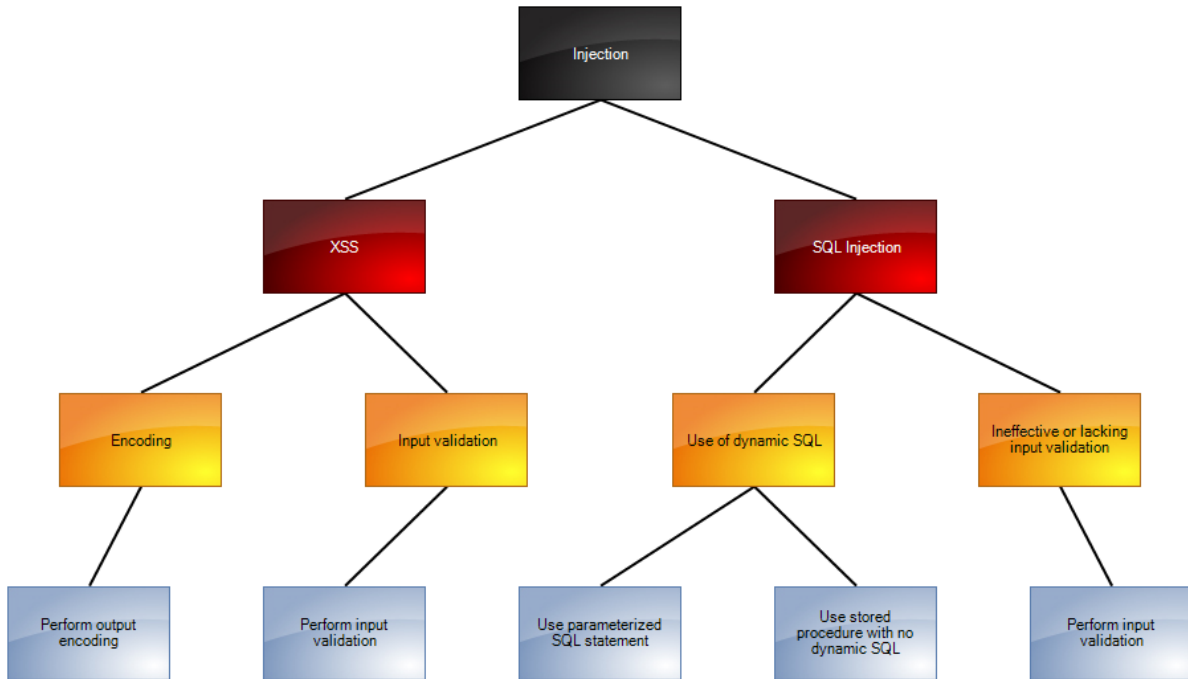 Injection
XSS
SQL Injection
Encoding
Input validation
Use of dynamic SQL
Ineffective or lacking
input validation
Perform output
encoding
Perform input
validation
Use parameterized
SQL statement
Use stored
procedure with no
dynamic SQL
Perform input
validation